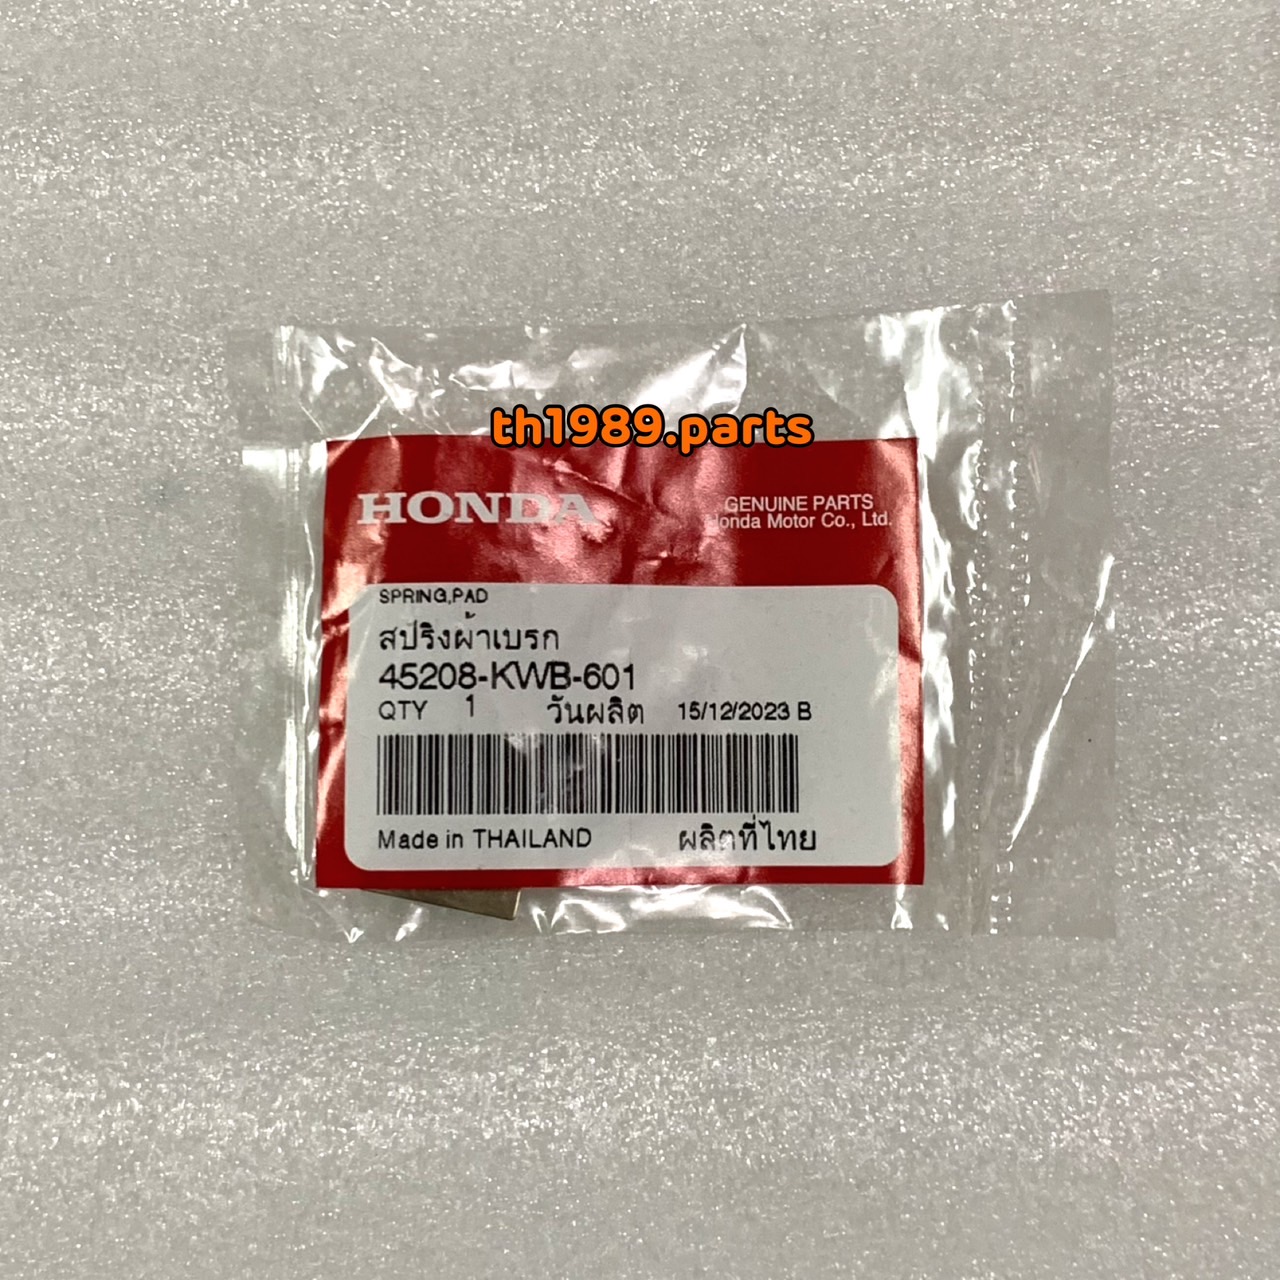 th1989.parts
HONDA
GENUINE PARTS
Honda Motor Co., Ltd.
SPRING,PAD
สปริงผ้าเบรก
45208-KWB-601
QTY 1 วันผลิต 15/12/2023 B
Made in THAILAND ผลิตที่ไทย